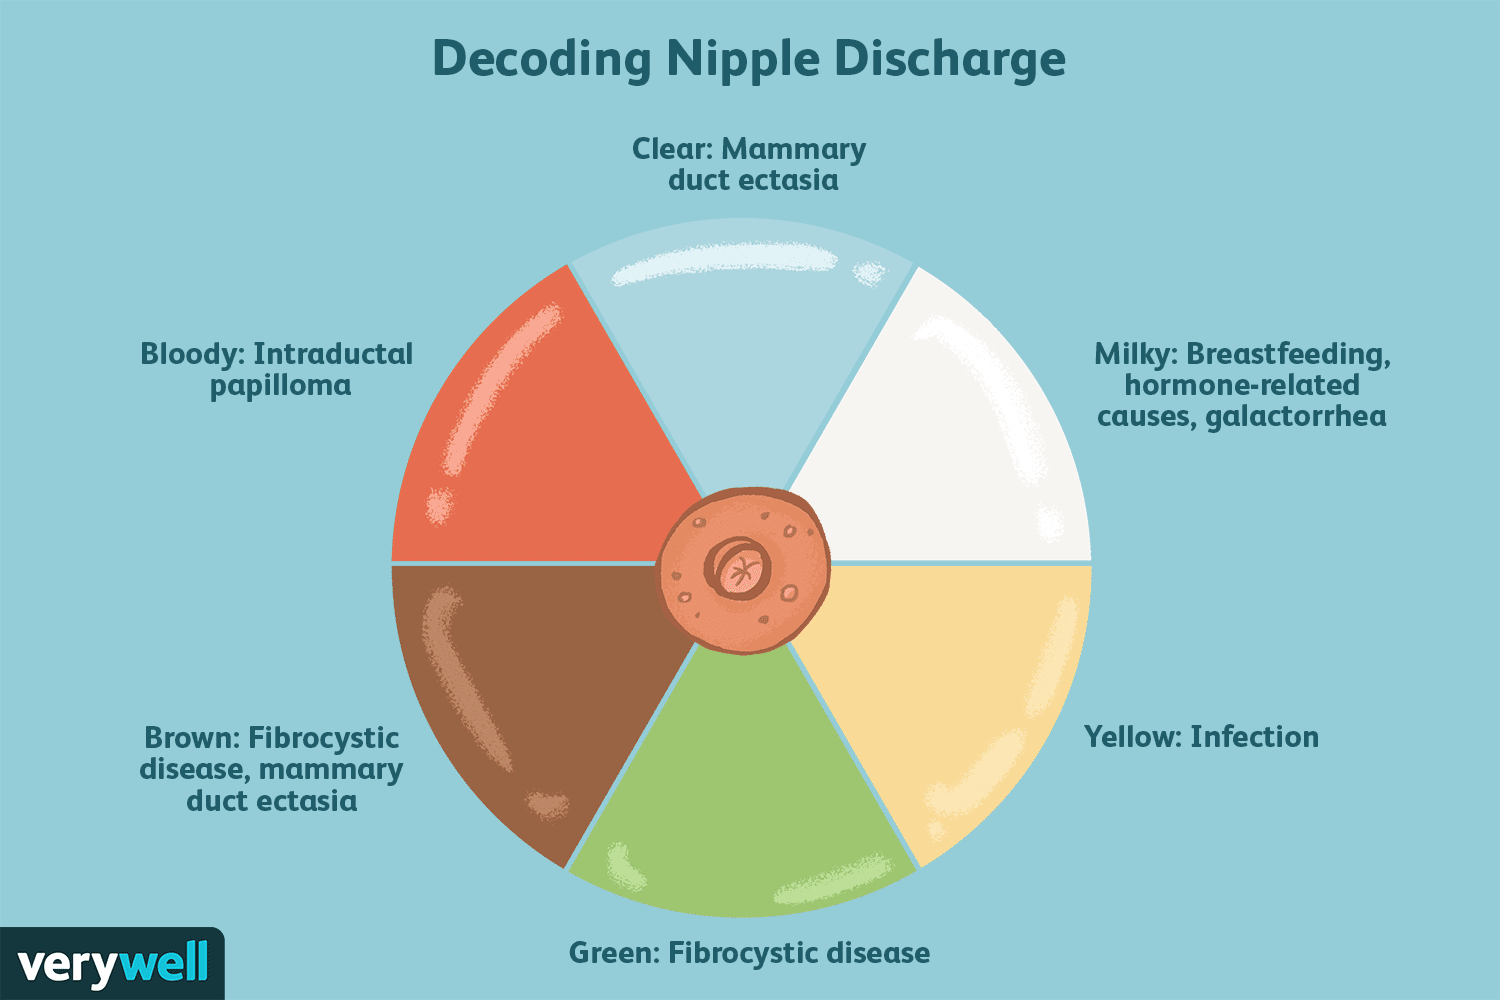 Decoding Nipple Discharge
Clear: Mammary
duct ectasia
Bloody: Intraductal
papilloma
Milky: Breastfeeding,
hormone-related
causes, galactorrhea
Brown: Fibrocystic
disease, mammary
duct ectasia
Yellow: Infection
Green: Fibrocystic disease
verywell